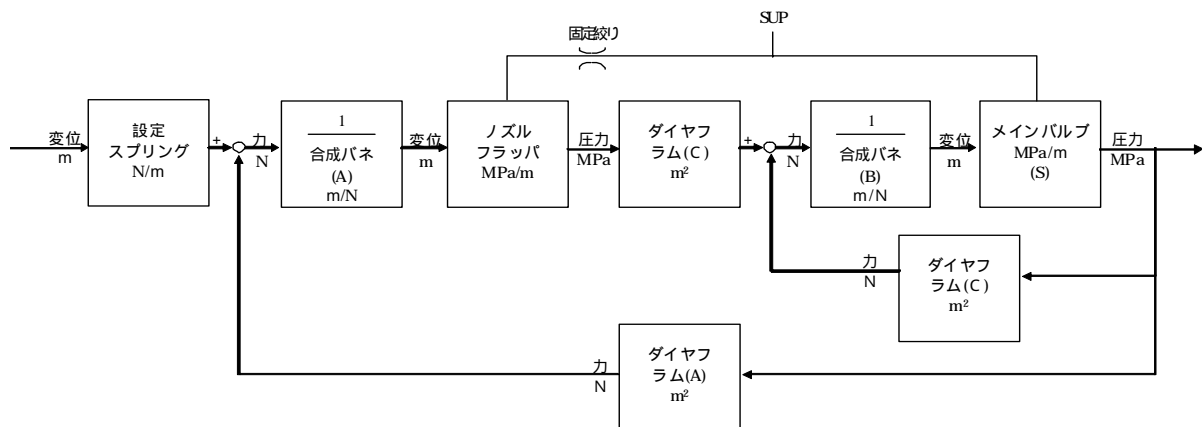 SUP
固定絞り
変位
m
設定
スプリング
N/m
+
力
N
1
合成バネ
(A)
m/N
変位
m
ノズル
フラッパ
MPa/m
圧力
MPa
ダイヤフ
ラム(C)
m²
+
力
N
1
合成バネ
(B)
m/N
変位
m
メインバルブ
MPa/m
(S)
圧力
MPa
力
N
ダイヤフ
ラム(C)
m²
力
N
ダイヤフ
ラム(A)
m²